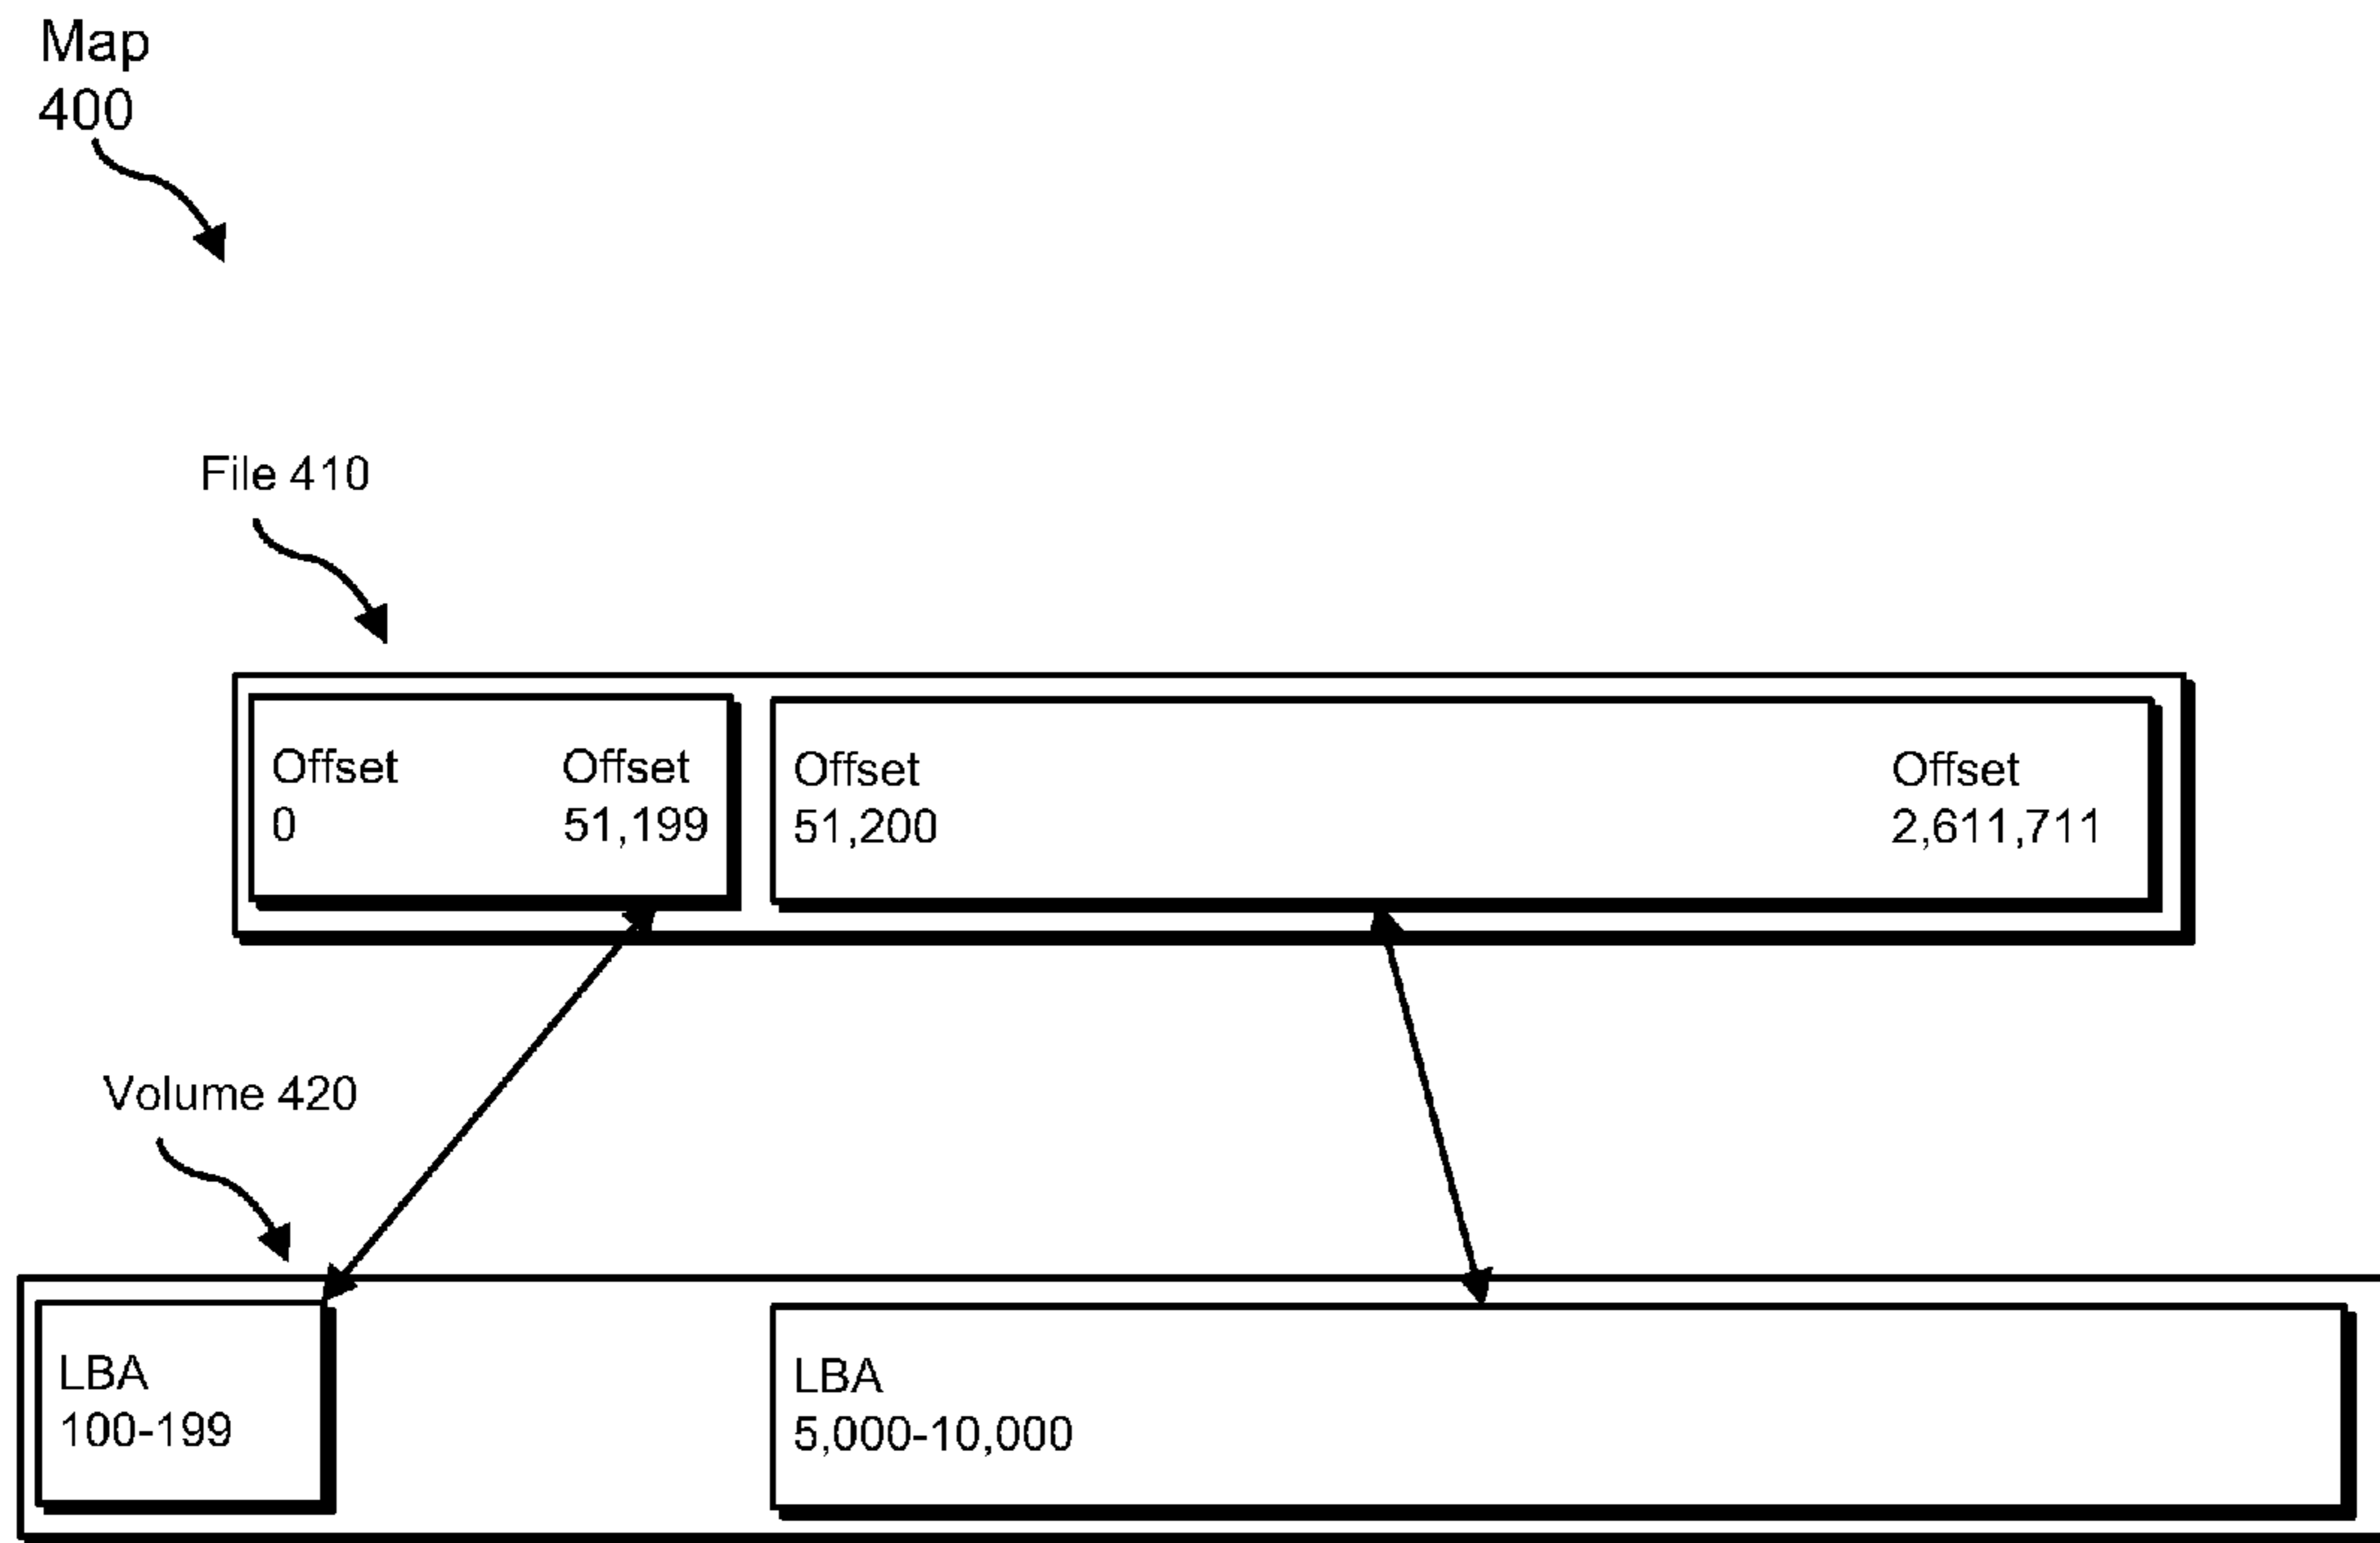 Map
400
File 410
Offset Offset Offset Offset
0 51,199 51,200 2,611,711
Volume 420
LBA LBA
100-199 5,000-10,000